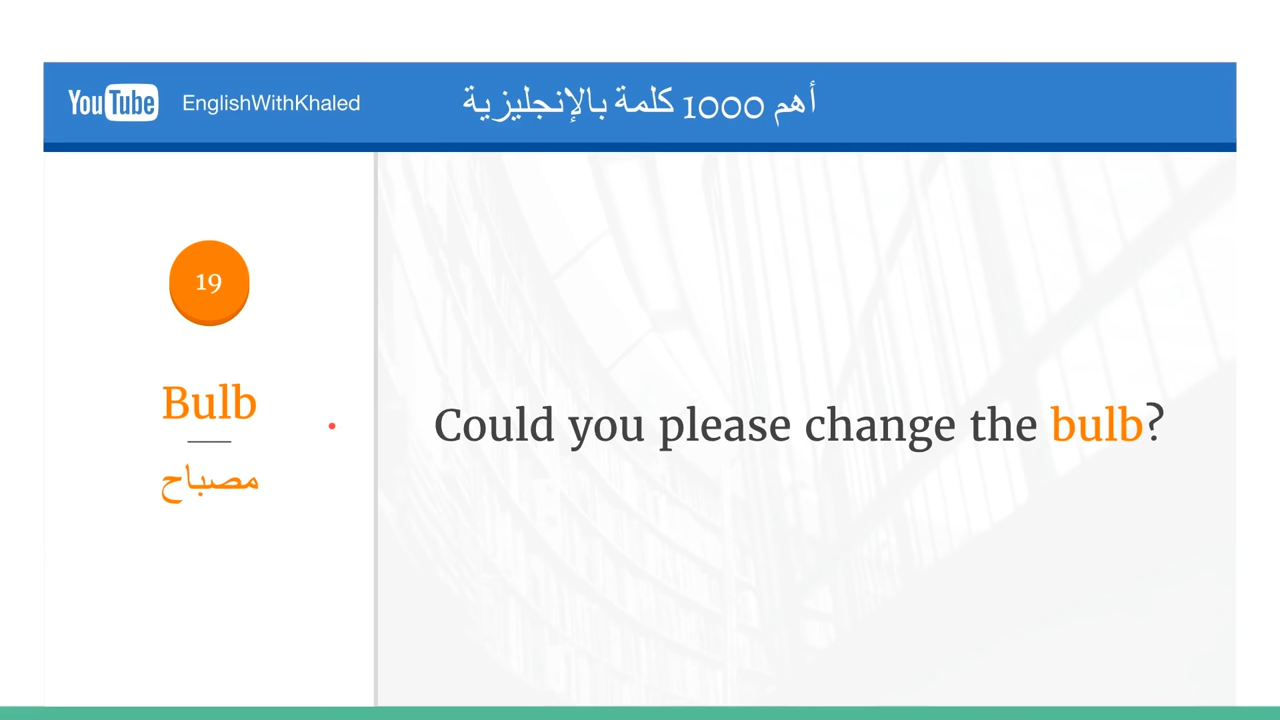 YouTube EnglishWithKhaled
أهم 1000 كلمة بالإنجليزية
19
Bulb
مصباح
Could you please change the bulb?